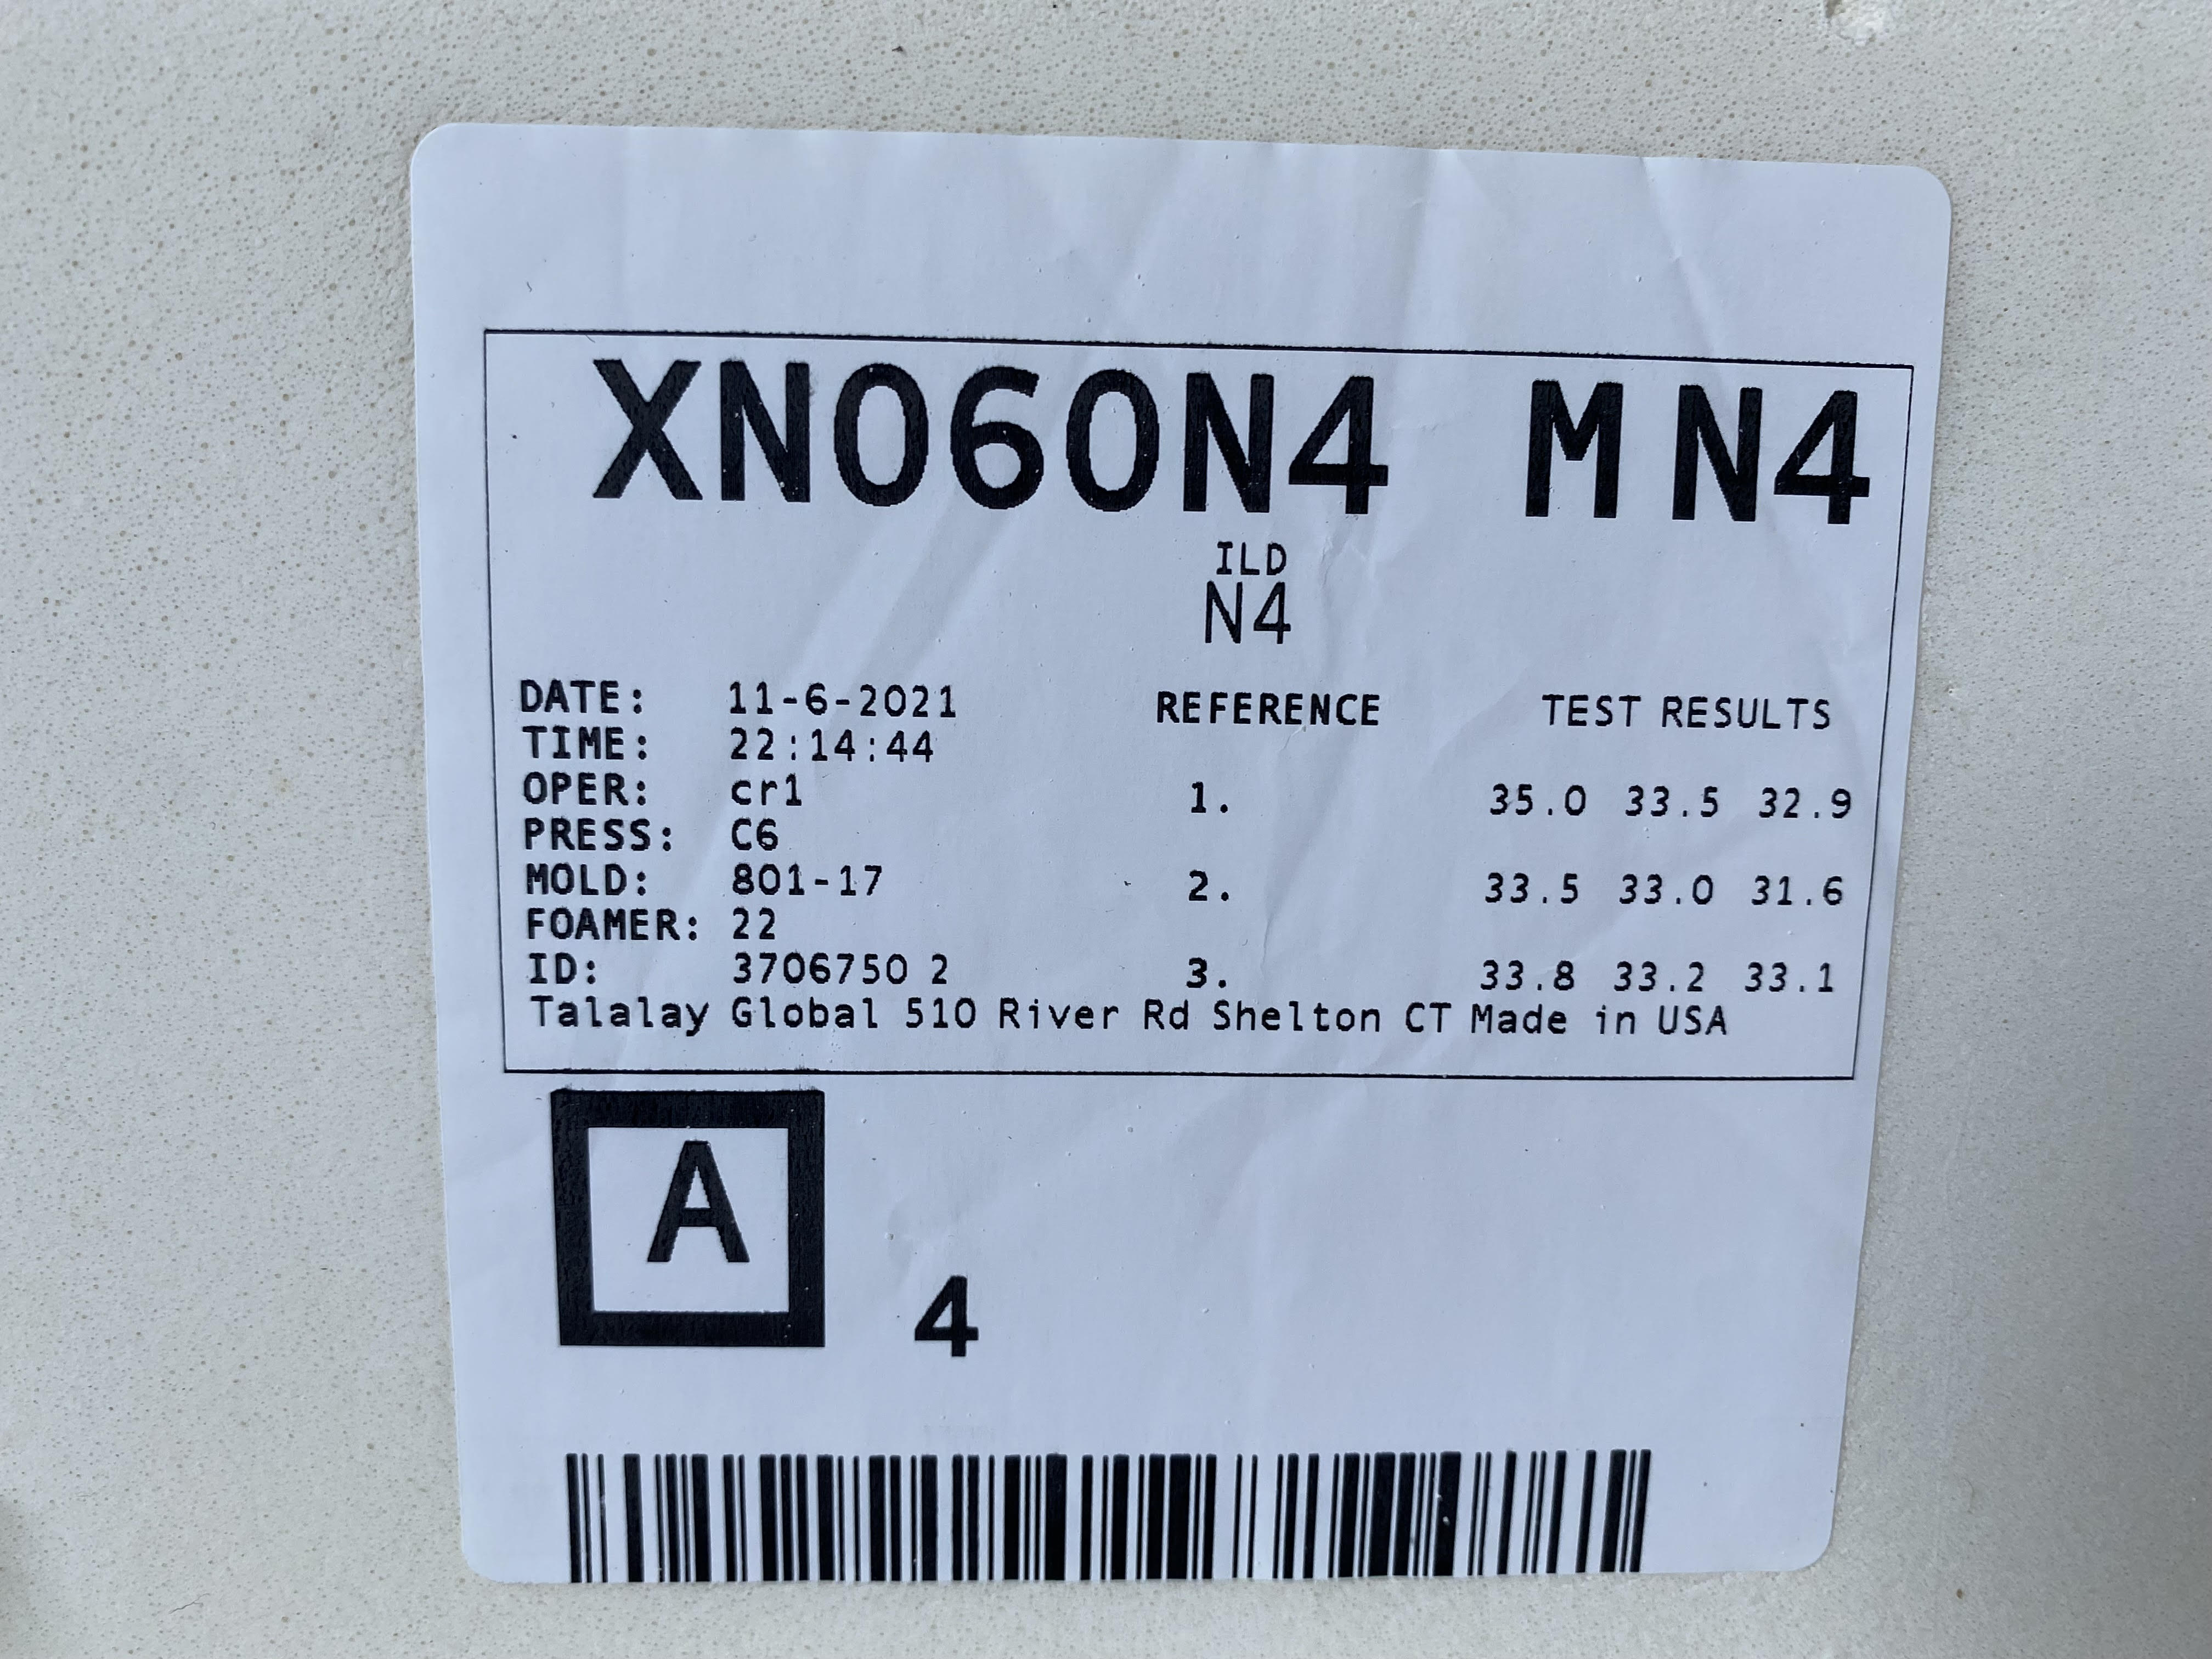 XN060N4 M N4
ILD
N4
DATE: 11-6-2021 REFERENCE TEST RESULTS
TIME: 22:14:44
OPER: cr1 1. 35.0 33.5 32.9
PRESS: C6
MOLD: 801-17 2. 33.5 33.0 31.6
FOAMER: 22
ID: 3706750 2 3. 33.8 33.2 33.1
Talalay Global 510 River Rd Shelton CT Made in USA
A
4